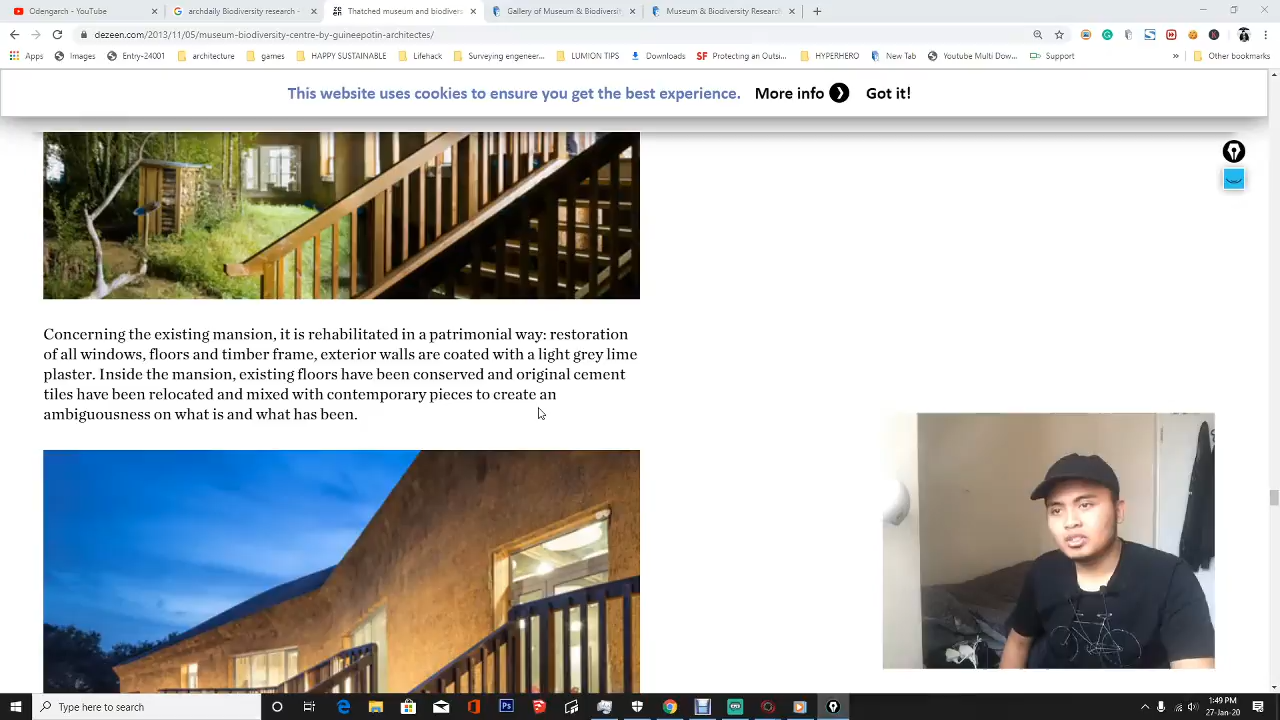 Odengarch - YouTube
archdaily Biodiversity research -
Thatched museum and biodivers
Gallery of Museum & Biodiversit
Museum & Biodiversity Research
dezeen.com/2013/11/05/museum-biodiversity-centre-by-guineepotin-architectes/
Apps
Images
Entry-24001
architecture
games
HAPPY SUSTAINABLE
Lifehack
Surveying engineer...
LUMION TIPS
Downloads
SF Protecting an Outsi...
HYPERHERO
New Tab
Youtube Multi Dow...
Support
»
Other bookmarks
This website uses cookies to ensure you get the best experience. More info Got it!
Concerning the existing mansion, it is rehabilitated in a patrimonial way: restoration
of all windows, floors and timber frame, exterior walls are coated with a light grey lime
plaster. Inside the mansion, existing floors have been conserved and original cement
tiles have been relocated and mixed with contemporary pieces to create an
ambiguousness on what is and what has been.
Type here to search
1:49 PM
27-Jan-20